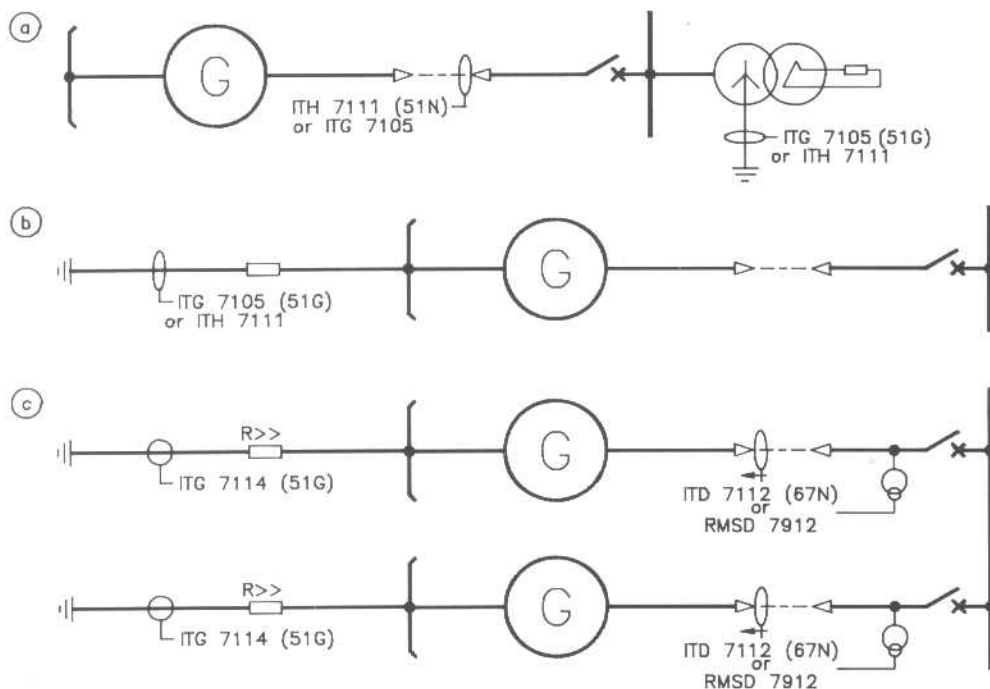 a
G
ITH 7111 (51N)
or ITG 7105
ITG 7105 (51G)
or ITH 7111
b
G
ITG 7105 (51G)
or ITH 7111
c
R>>
G
ITG 7114 (51G)
ITD 7112 (67N)
or
RMSD 7912
R>>
G
ITG 7114 (51G)
ITD 7112 (67N)
or
RMSD 7912